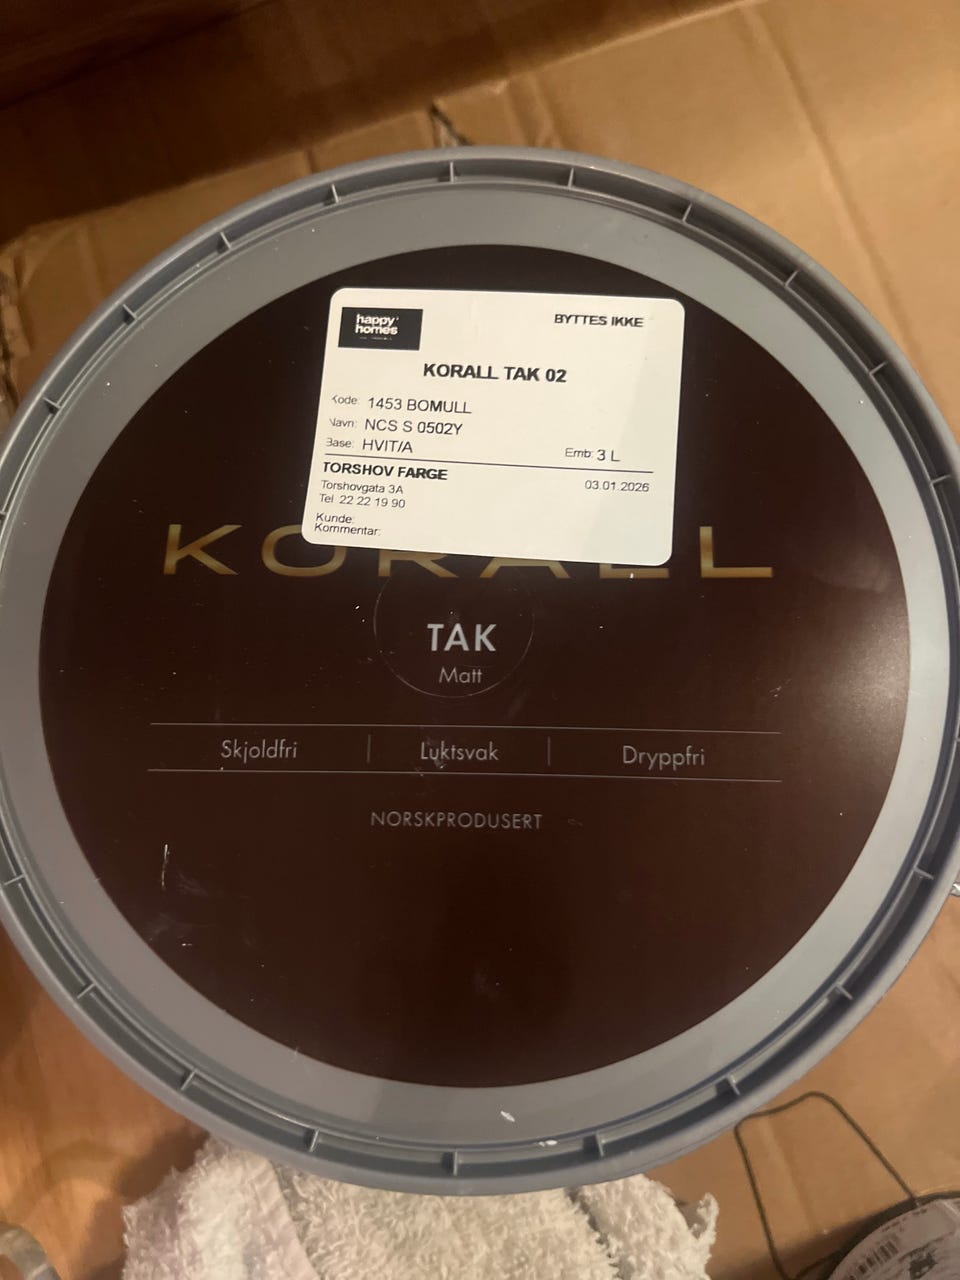 happy
homes
BYTTES IKKE
KORALL TAK 02
Kode: 1453 BOMULL
Navn: NCS S 0502Y
Base: HVIT/A
Emb: 3 L
TORSHOV FARGE
Torshovgata 3A
03.01.2026
Tel 22 22 19 90
Kunde:
Kommentar:
KORALL
TAK
Matt
Skjoldfri | Luktsvak | Dryppfri
NORSKPRODUSERT